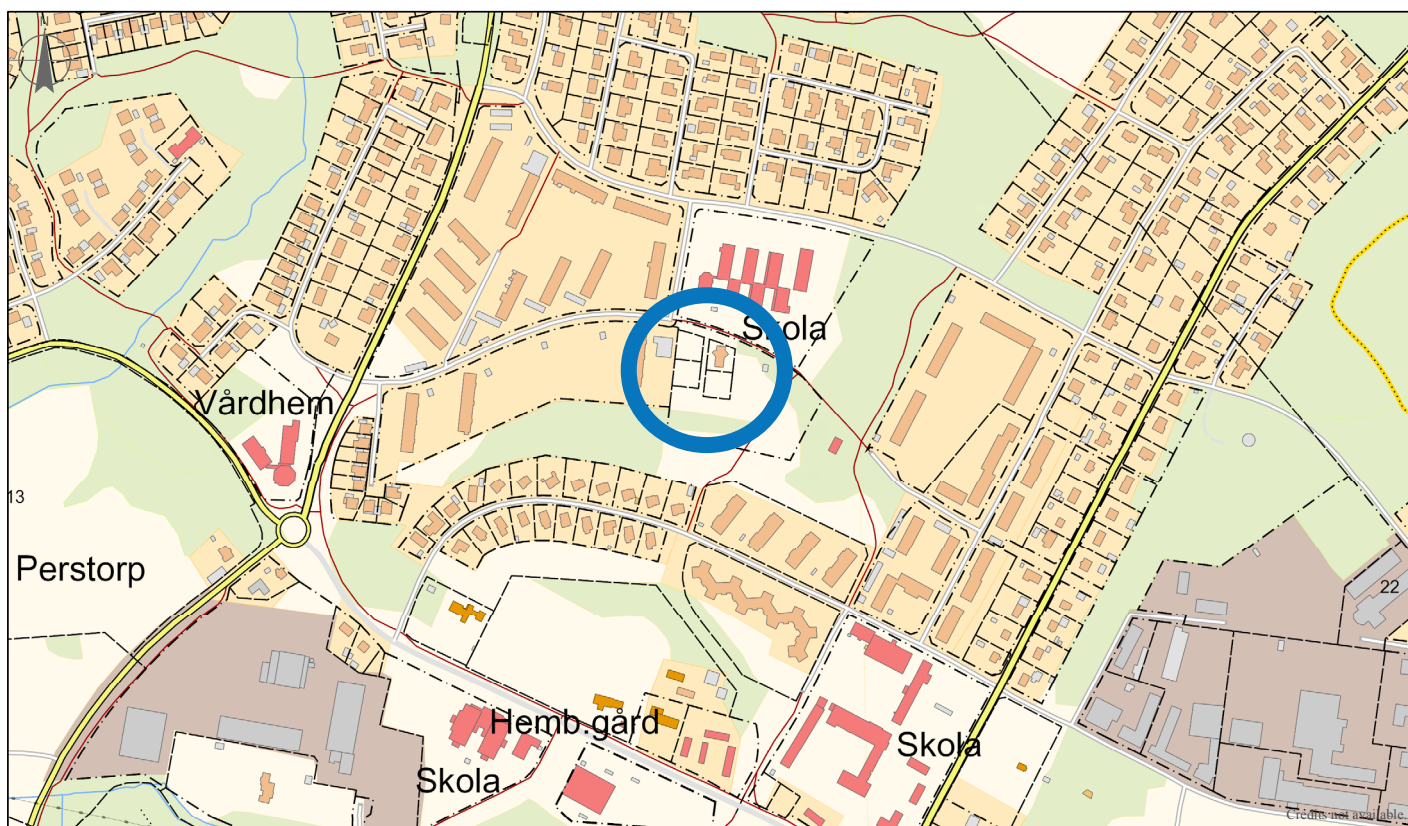 Skola
Vårdhem
13
Perstorp
22
Hemb.gård
Skola
Skola
Credits not available